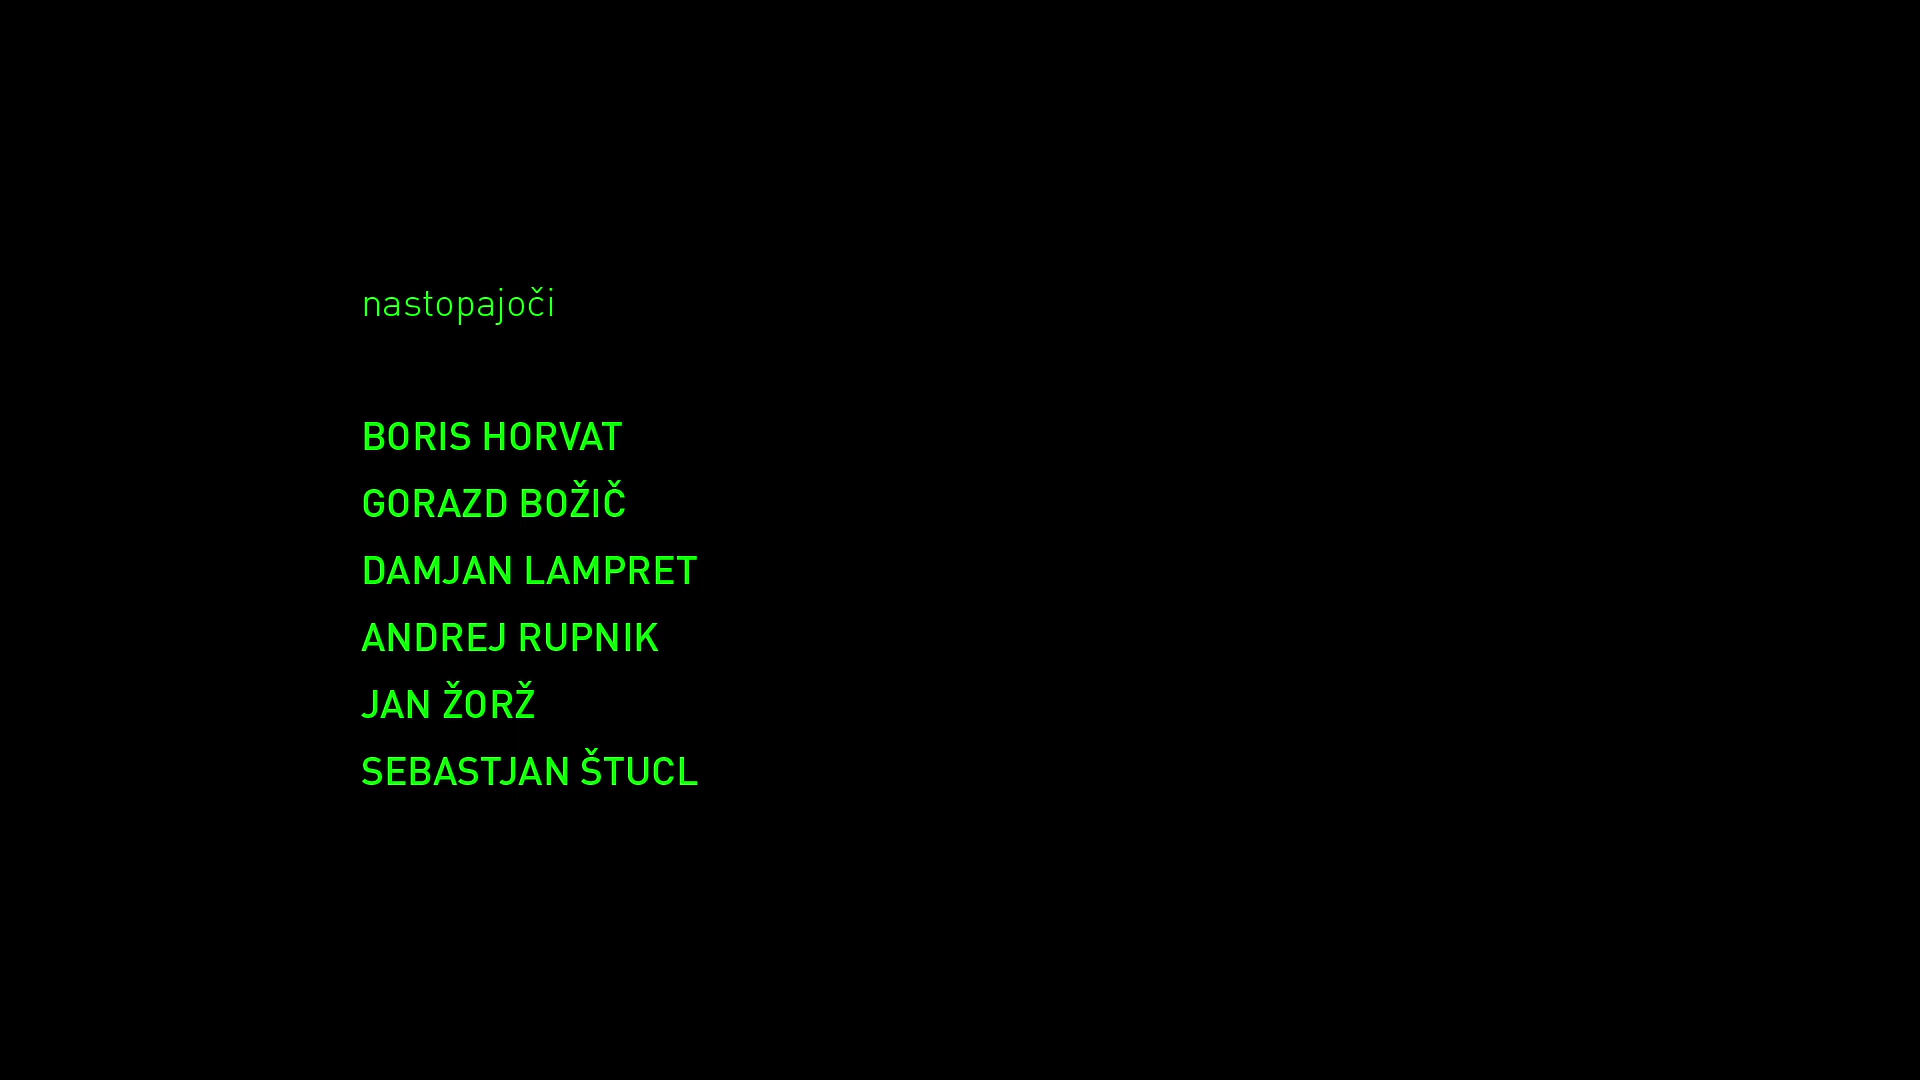 nastopajoči
BORIS HORVAT
GORAZD BOŽIČ
DAMJAN LAMPRET
ANDREJ RUPNIK
JAN ŽORŽ
SEBASTJAN ŠTUCL